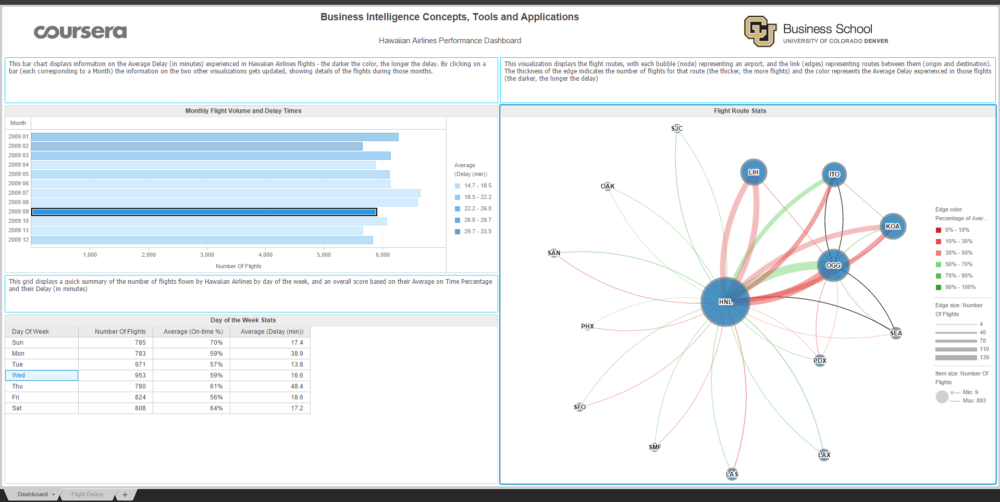 coursera
Business Intelligence Concepts, Tools and Applications
Hawaiian Airlines Performance Dashboard
CU
Business School
UNIVERSITY OF COLORADO DENVER
This bar chart displays information on the Average Delay (in minutes) experienced in Hawaiian Airlines flights - the darker the color, the longer the delay. By clicking on a
bar (each corresponding to a Month) the information on the two other visualizations gets updated, showing details of the flights during those months.
This visualization displays the flight routes, with each bubble (node) representing an airport, and the link (edges) representing routes between them (origin and destination).
The thickness of the edge indicates the number of flights for that route (the thicker, the more flights) and the color represents the Average Delay experienced in those flights
(the darker, the longer the delay)
Monthly Flight Volume and Delay Times
Month
2009 01
2009 02
2009 03
2009 04
2009 05
2009 06
2009 07
2009 08
2009 09
2009 10
2009 11
2009 12
1,000 2,000 3,000 4,000 5,000 6,000
Number Of Flights
Average
(Delay (min))
14.7 - 18.5
18.5 - 22.2
22.2 - 26.0
26.0 - 29.7
29.7 - 33.5
This grid displays a quick summary of the number of flights flown by Hawaiian Airlines by day of the week, and an overall score based on their Average on Time Percentage
and their Delay (in minutes)
Day of the Week Stats
Day Of Week Number Of Flights Average (On-time %) Average (Delay (min))
Sun 785 70% 17.4
Mon 783 59% 38.9
Tue 971 57% 13.8
Wed 953 59% 16.6
Thu 780 61% 48.4
Fri 824 56% 18.6
Sat 808 64% 17.2
Flight Route Stats
SJC
LIH
ITO
OAK
KOA
SAN
OGG
HNL
PHX
SEA
PDX
SFO
SMF
LAX
LAS
Edge color:
Percentage of Aver...
0% - 10%
10% - 30%
30% - 50%
50% - 70%
70% - 90%
90% - 100%
Edge size: Number
Of Flights
4
40
70
110
139
Item size: Number Of
Flights
Min: 9
Max: 893
Dashboard Flight Delays +